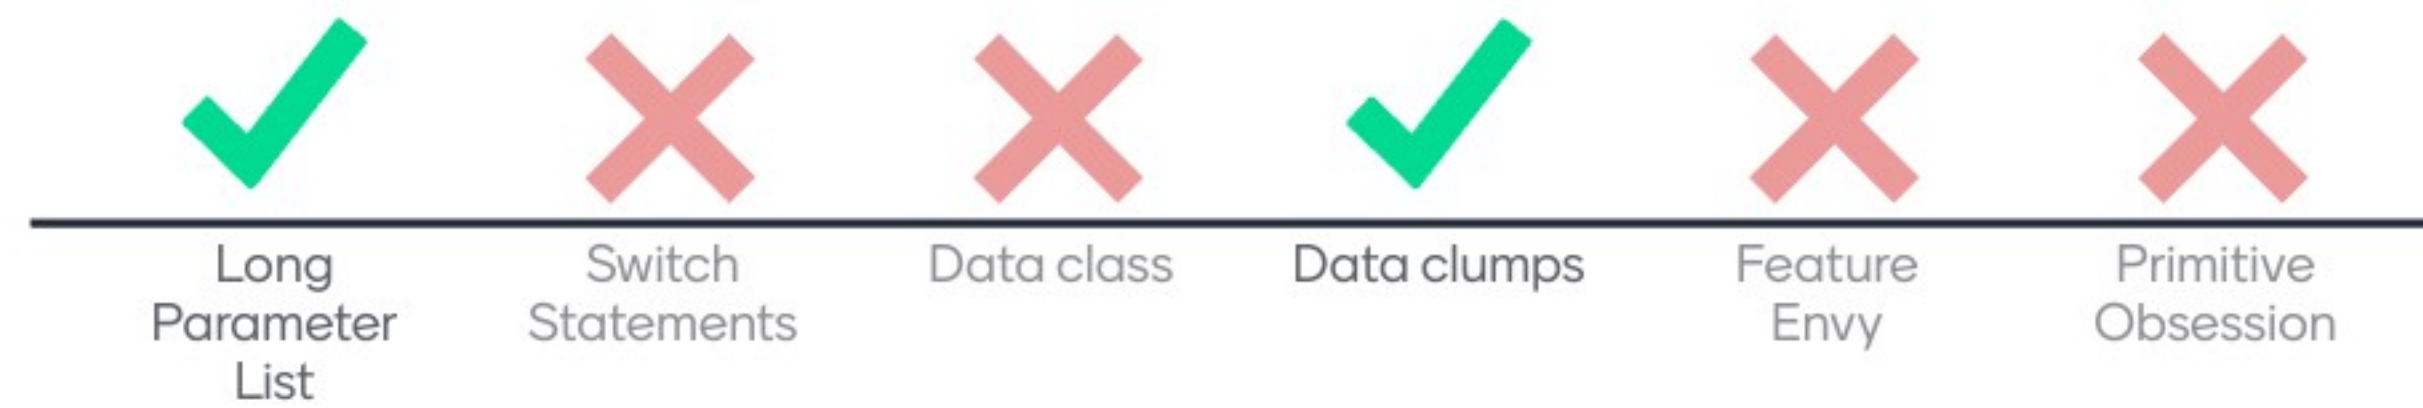 Long
Parameter
List
Switch
Statements
Data class
Data clumps
Feature
Envy
Primitive
Obsession